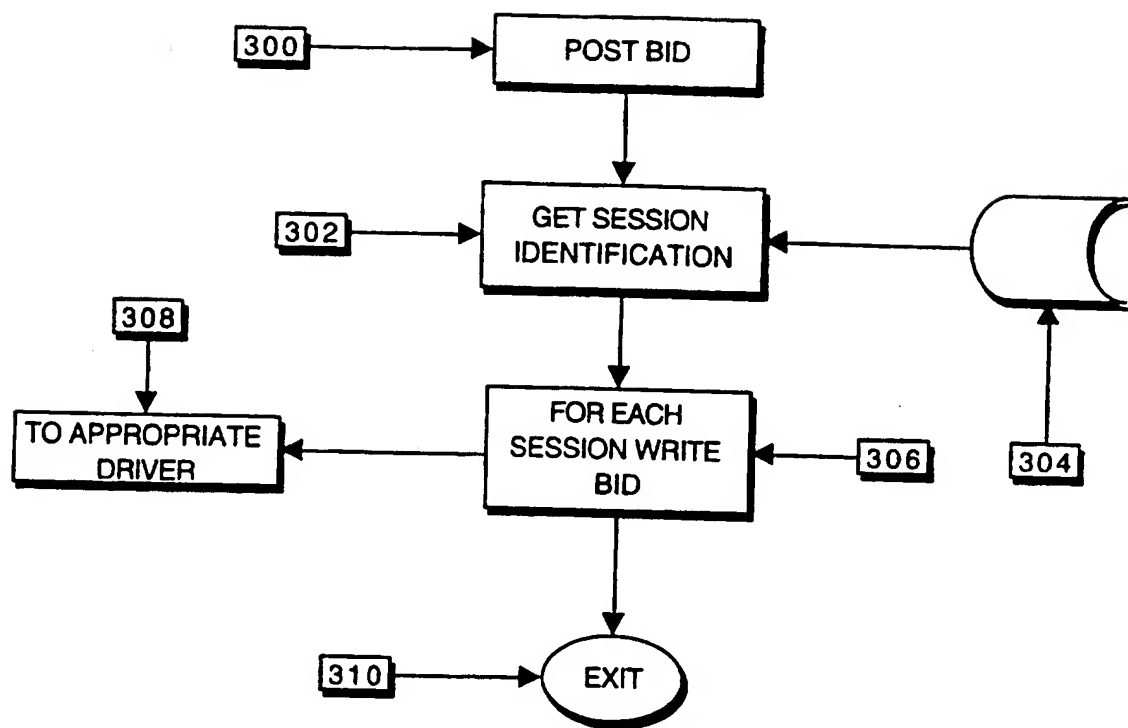 300
POST BID
302
GET SESSION
IDENTIFICATION
308
TO APPROPRIATE
DRIVER
FOR EACH
SESSION WRITE
BID
306
304
310
EXIT